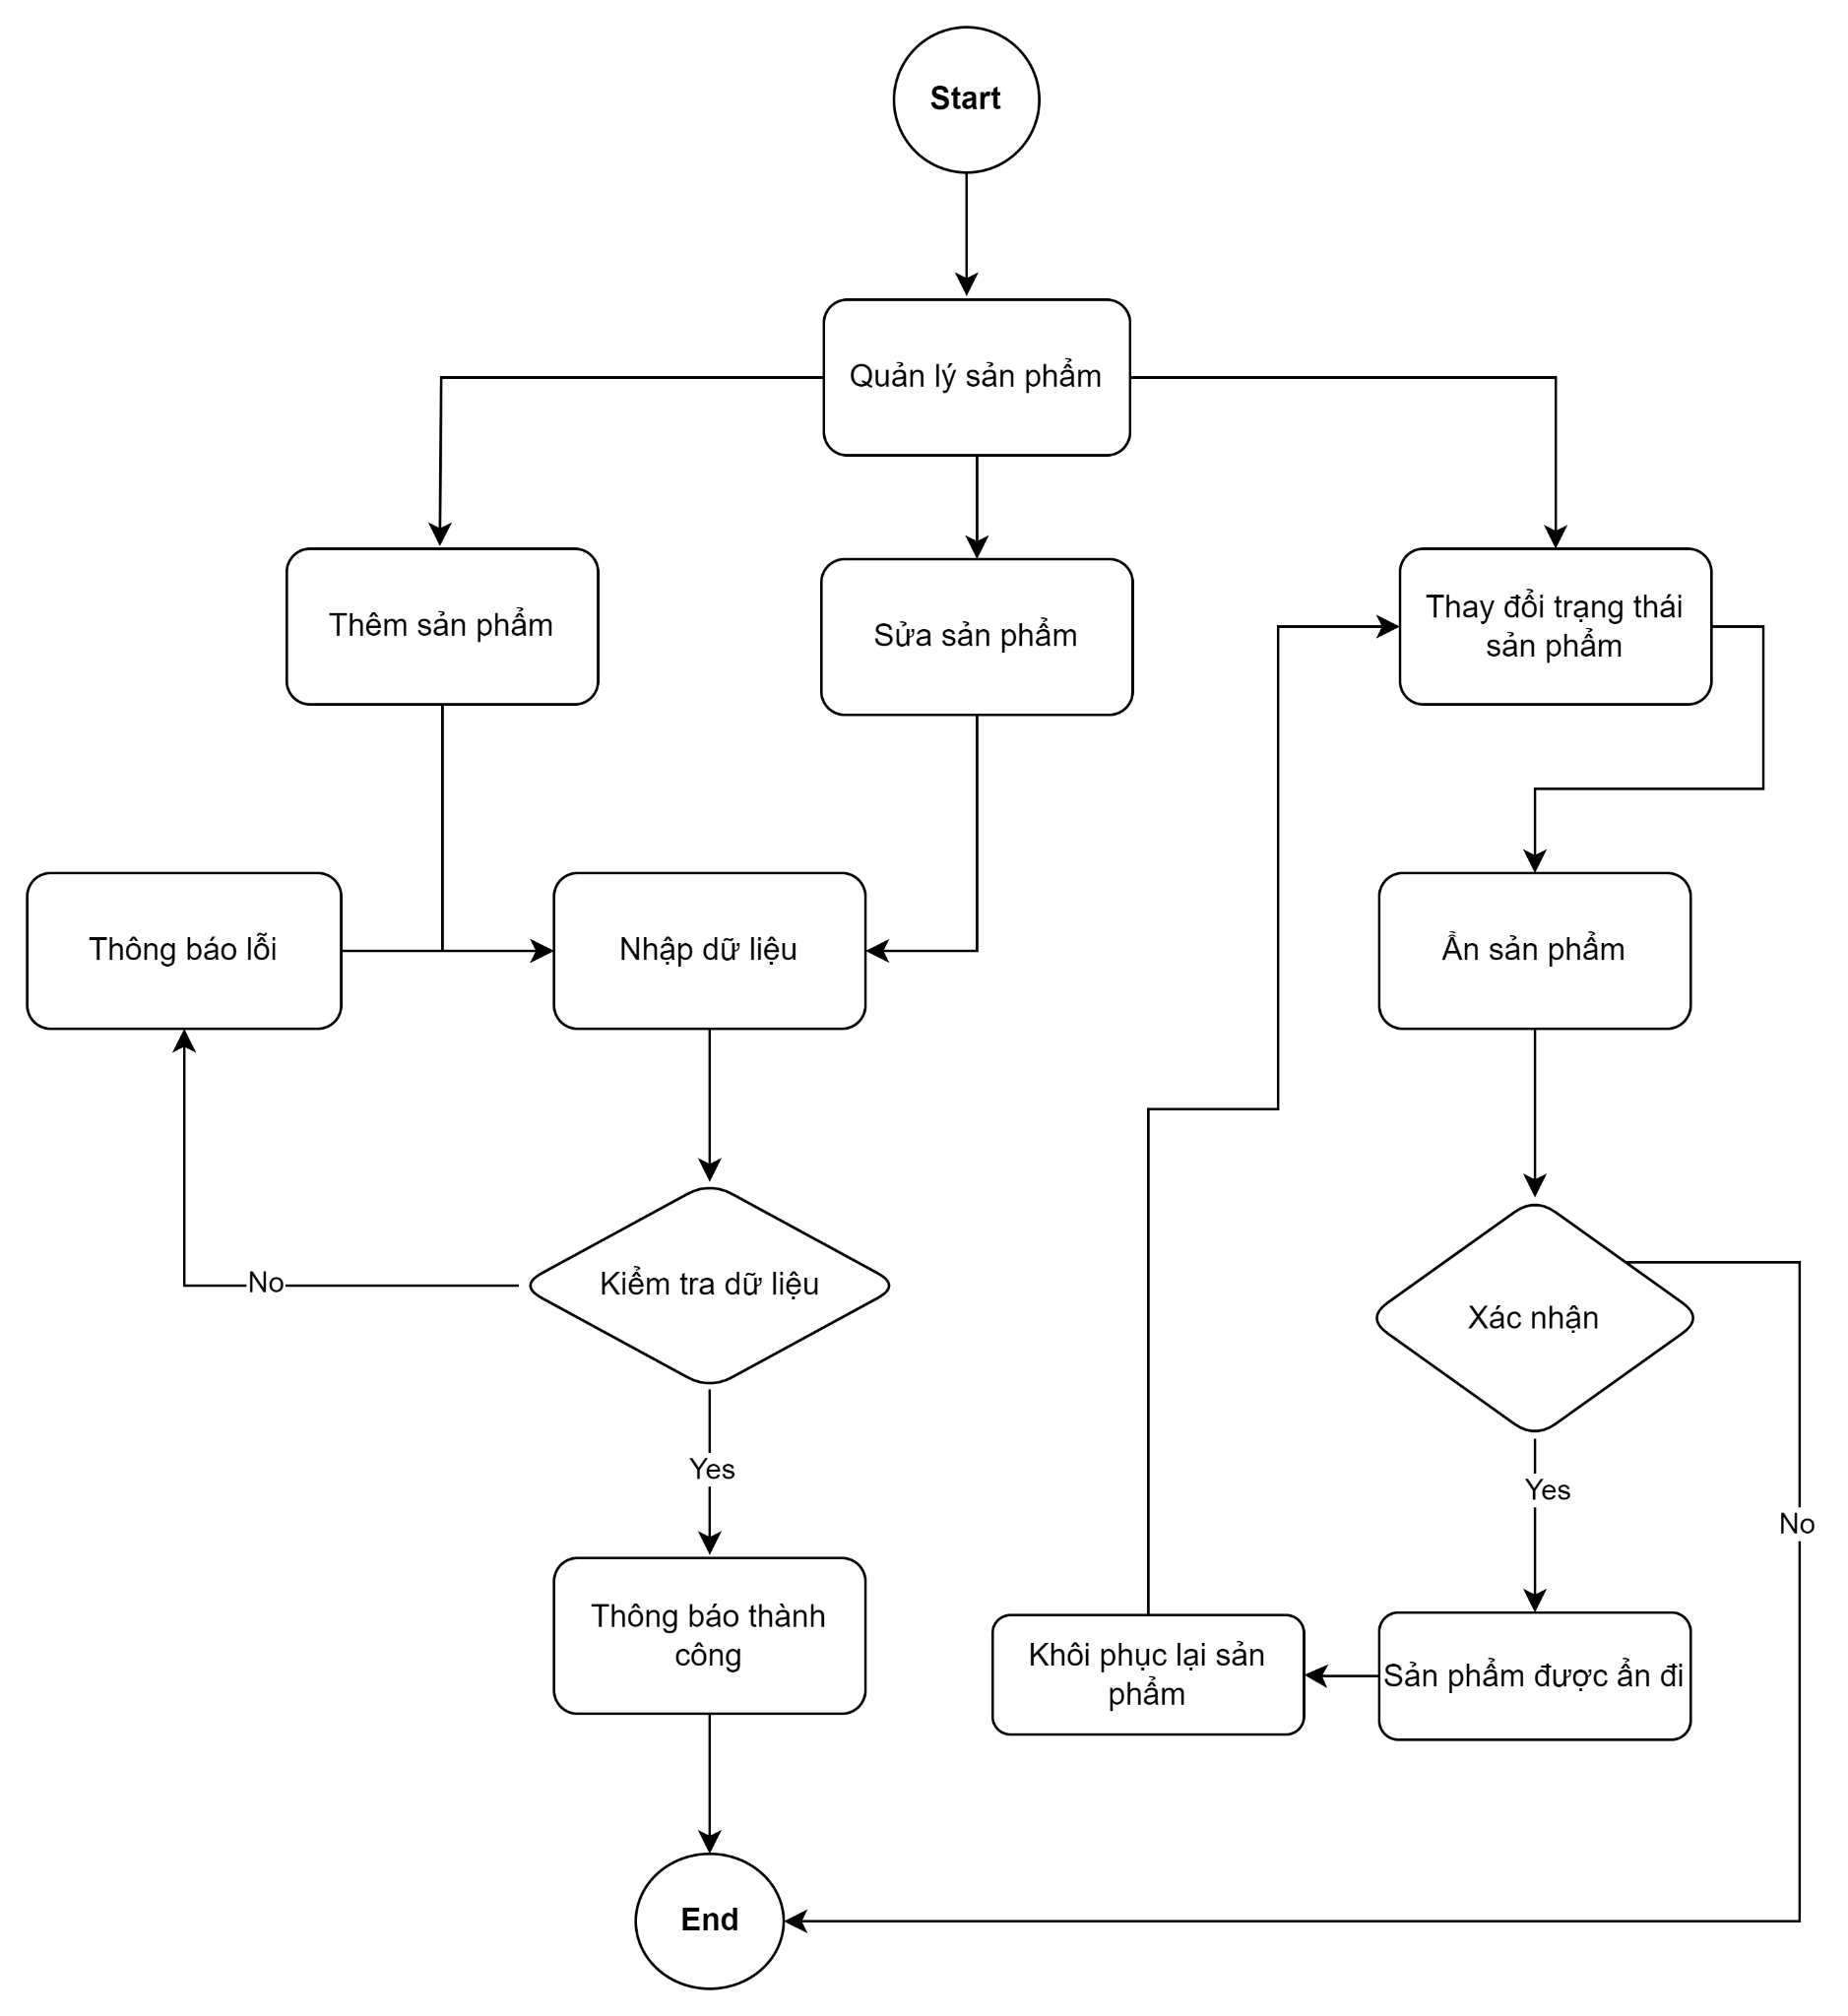 Start
Quản lý sản phẩm
Thêm sản phẩm
Sửa sản phẩm
Thay đổi trạng thái
sản phẩm
Thông báo lỗi
Nhập dữ liệu
Ẩn sản phẩm
Kiểm tra dữ liệu
No
Xác nhận
Yes
Yes
No
Thông báo thành
công
Khôi phục lại sản
phẩm
Sản phẩm được ẩn đi
End